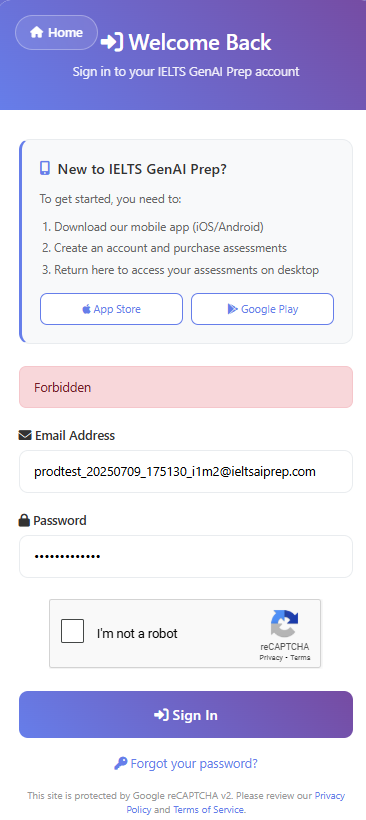 Home
Welcome Back
Sign in to your IELTS GenAI Prep account
New to IELTS GenAI Prep?
To get started, you need to:
1. Download our mobile app (iOS/Android)
2. Create an account and purchase assessments
3. Return here to access your assessments on desktop
App Store
Google Play
Forbidden
Email Address
prodtest_20250709_175130_i1m2@ieltsaiprep.com
Password
•••••••••••••
I'm not a robot
reCAPTCHA
Privacy - Terms
Sign In
Forgot your password?
This site is protected by Google reCAPTCHA v2. Please review our Privacy
Policy and Terms of Service.